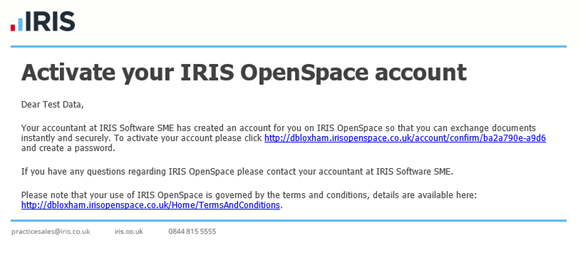 IRIS
Activate your IRIS OpenSpace account
Dear Test Data,
Your accountant at IRIS Software SME has created an account for you on IRIS OpenSpace so that you can exchange documents
instantly and securely. To activate your account please click http://dbloxham.irisopenspace.co.uk/account/confirm/ba2a790e-a9d6
and create a password.
If you have any questions regarding IRIS OpenSpace please contact your accountant at IRIS Software SME.
Please note that your use of IRIS OpenSpace is governed by the terms and conditions, details are available here:
http://dbloxham.irisopenspace.co.uk/Home/TermsAndConditions.
practicesales@iris.co.uk iris.co.uk 0844 815 5555